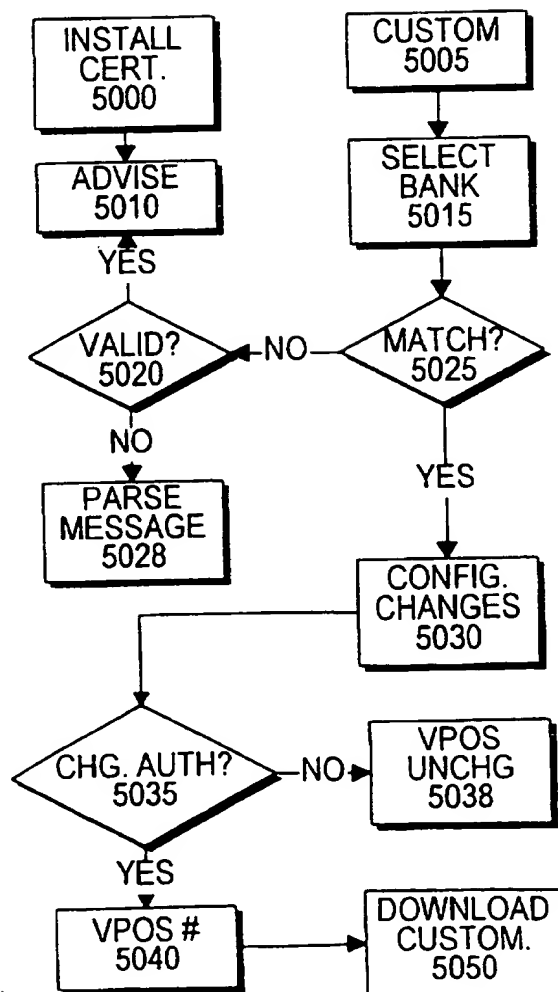 INSTALL
CERT.
5000
CUSTOM
5005
ADVISE
5010
SELECT
BANK
5015
YES
VALID?
5020
NO
MATCH?
5025
NO
YES
PARSE
MESSAGE
5028
CONFIG.
CHANGES
5030
CHG. AUTH?
5035
NO
VPOS
UNCHG
5038
YES
VPOS #
5040
DOWNLOAD
CUSTOM.
5050